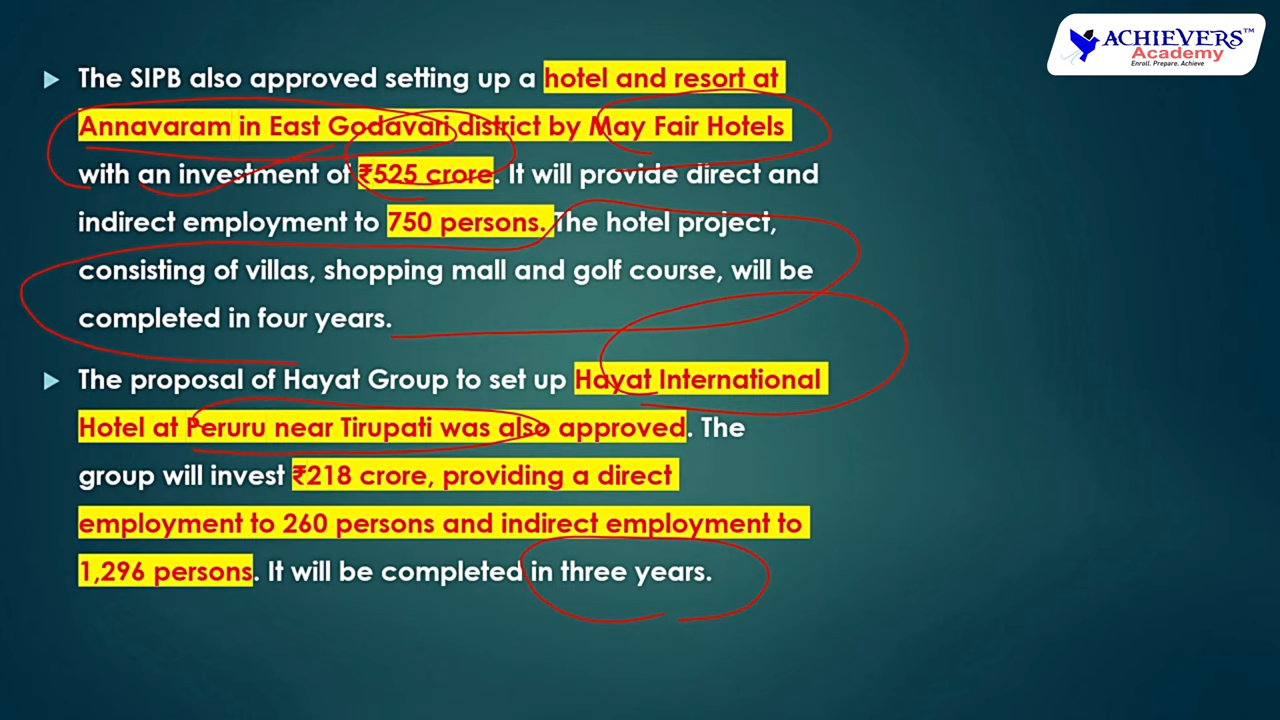 ACHIEVERS™
Academy
Enroll. Prepare. Achieve
The SIPB also approved setting up a hotel and resort at
Annavaram in East Godavari district by May Fair Hotels
with an investment of ₹525 crore. It will provide direct and
indirect employment to 750 persons. The hotel project,
consisting of villas, shopping mall and golf course, will be
completed in four years.
The proposal of Hayat Group to set up Hayat International
Hotel at Peruru near Tirupati was also approved. The
group will invest ₹218 crore, providing a direct
employment to 260 persons and indirect employment to
1,296 persons. It will be completed in three years.